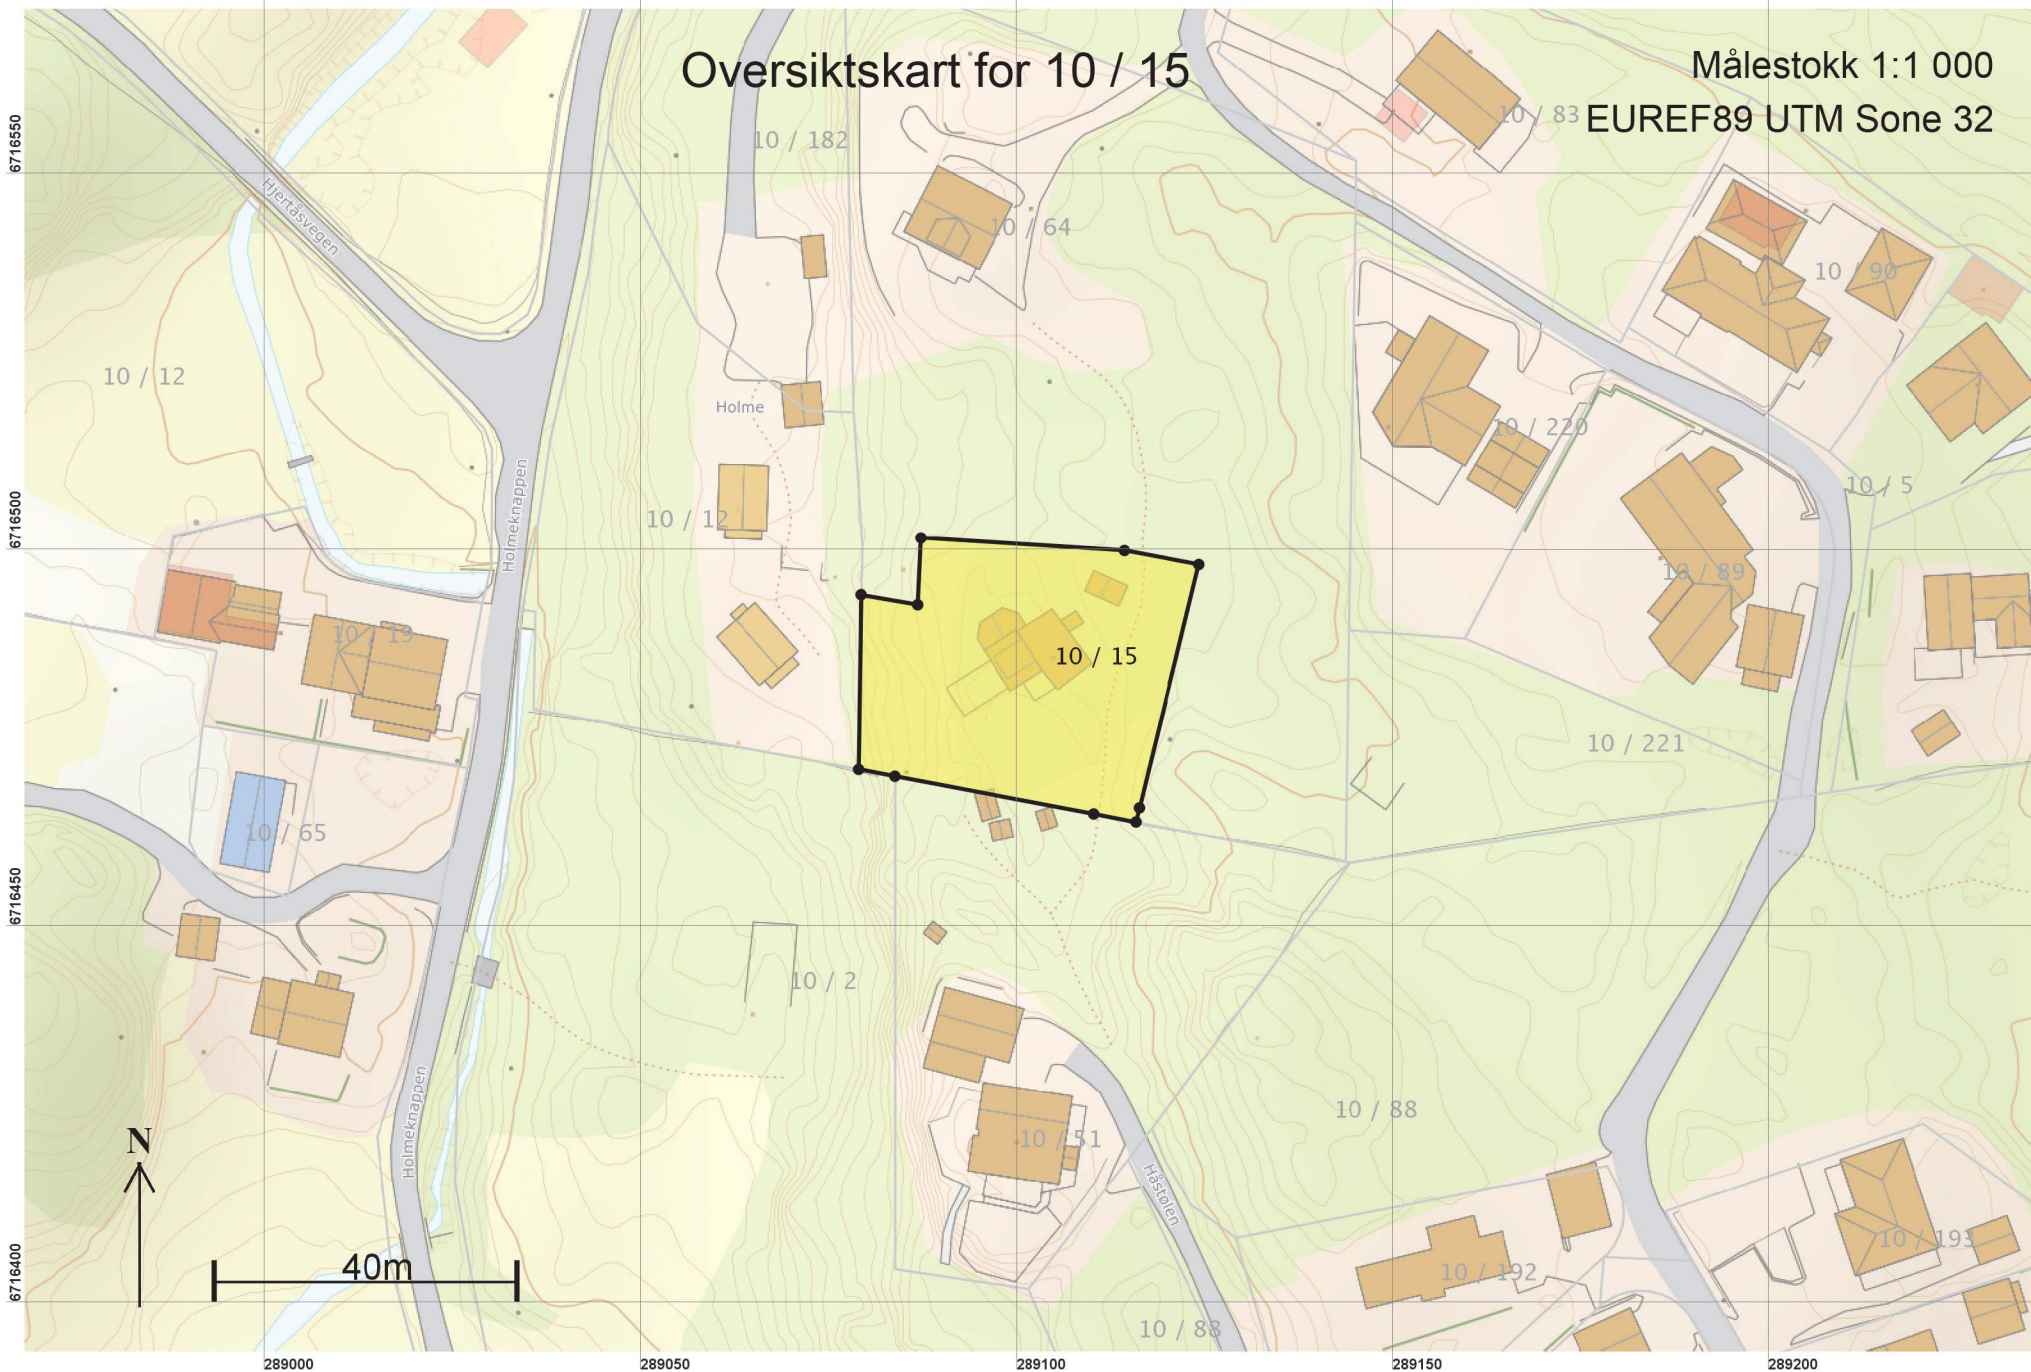 Oversiktskart for 10 / 15
Målestokk 1:1 000
EUREF89 UTM Sone 32
6716550
6716500
6716450
6716400
289000
289050
289100
289150
289200
10 / 182
10 / 64
10 / 83
10 / 90
Hjertåsvegen
10 / 12
Holme
10 / 220
10 / 5
Holmeknappen
10 / 12
10 / 89
10 / 19
10 / 15
10 / 221
10 / 65
10 / 2
10 / 88
Holmeknappen
10 / 51
Håstølen
N
40m
10 / 192
10 / 193
10 / 88